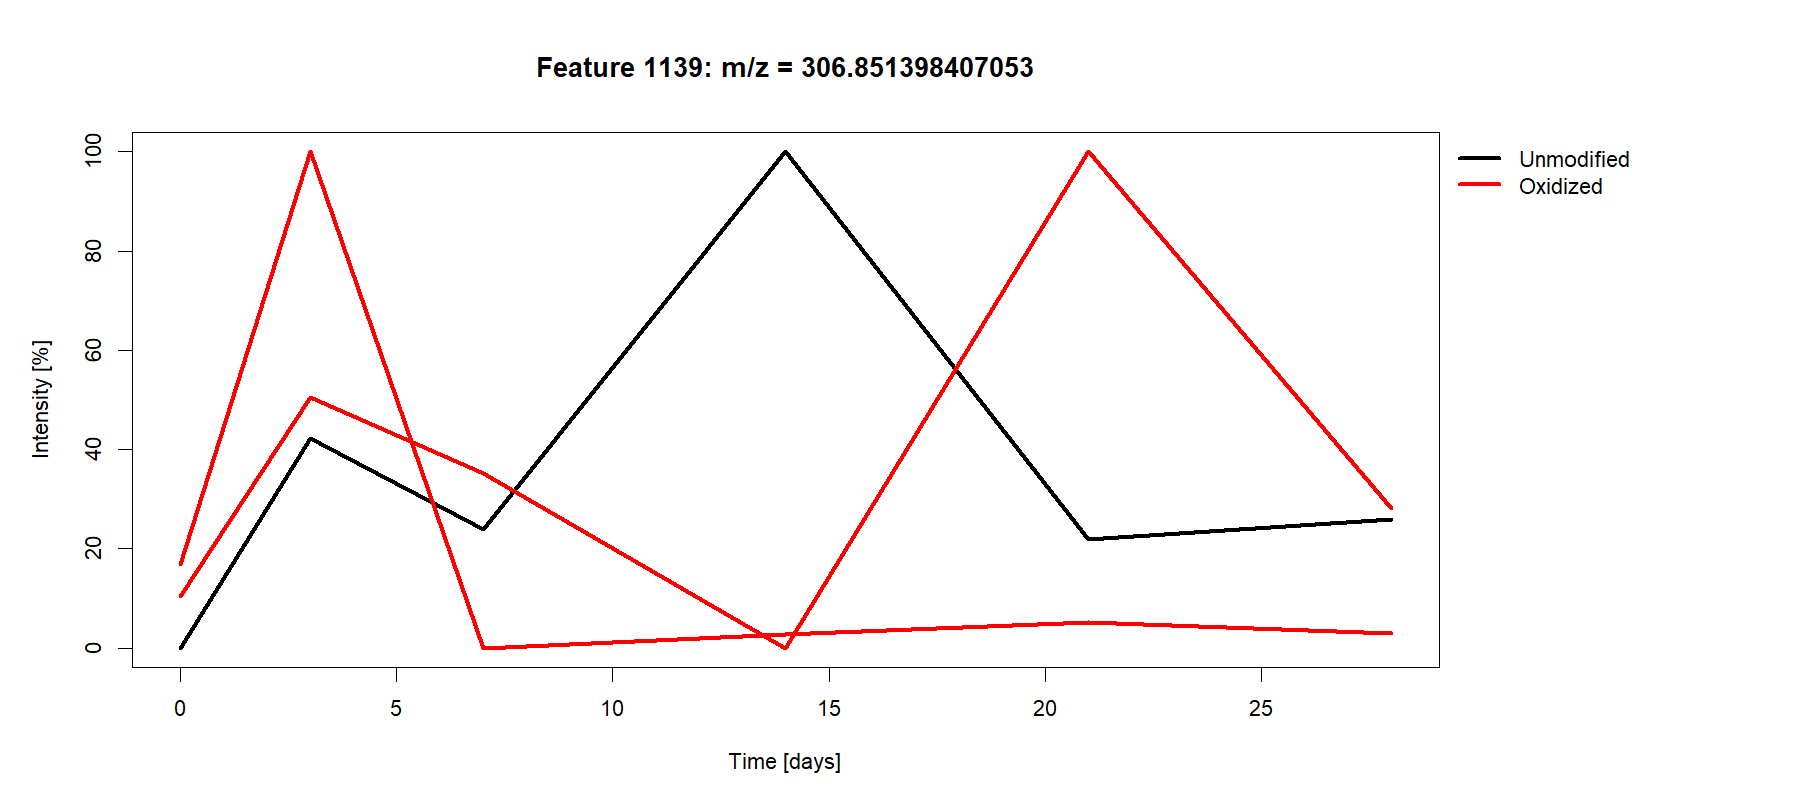 Feature 1139: m/z = 306.851398407053
Unmodified
Oxidized
Intensity [%]
100
80
60
40
20
0
0 5 10 15 20 25
Time [days]